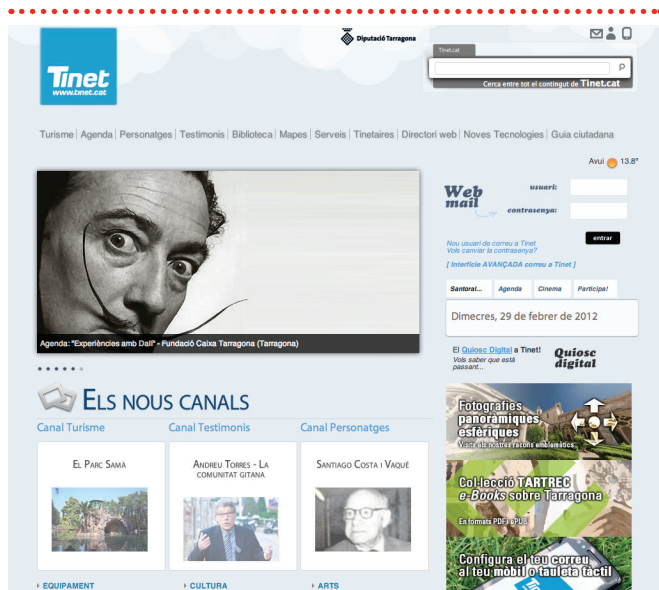 Diputació Tarragona
Tinet
www.tinet.cat
Tinet.cat
Cerca entre tot el contingut de Tinet.cat
Turisme | Agenda | Personatges | Testimonis | Biblioteca | Mapes | Serveis | Tinetaires | Directori web | Noves Tecnologies | Guia ciutadana
Avui 13.8°
Web
mail
usuari:
contrasenya:
entrar
Nou usuari de correu a Tinet
Vols canviar la contrasenya?
[ Interfície AVANÇADA correu a Tinet ]
Santoral... Agenda Cinema Participa!
Dimecres, 29 de febrer de 2012
Agenda: "Experiències amb Dalí" - Fundació Caixa Tarragona (Tarragona)
El Quiosc Digital a Tinet!
Vols saber que està
passant...
Quiosc
digital
ELS NOUS CANALS
Canal Turisme
Canal Testimonis
Canal Personatges
EL PARC SAMÀ
ANDREU TORRES - LA
COMUNITAT GITANA
SANTIAGO COSTA I VAQUÉ
EQUIPAMENT
CULTURA
ARTS
Fotografies
panoràmiques
esfèriques
Visita els nostres racons emblemàtics
Col·lecció TARTREC
e-Books sobre Tarragona
En formats PDF i ePUB
Configura el teu correu
al teu mòbil o tauleta tàctil